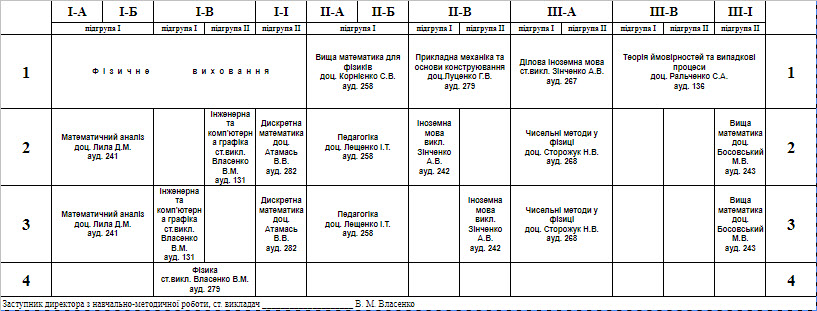 I-А I-Б I-В I-І II-А II-Б II-В III-А III-В III-І
підгрупа I підгрупа I підгрупа II підгрупа II підгрупа I підгрупа I підгрупа II підгрупа I підгрупа I підгрупа II підгрупа II
1
Фізичне виховання
Вища математика для
фізиків
доц. Корнієнко С.В.
ауд. 258
Прикладна механіка та
основи конструювання
доц.Луценко Г.В.
ауд. 279
Ділова іноземна мова
ст.викл. Зінченко А.В.
ауд. 267
Теорія ймовірностей та випадкові
процеси
доц. Ральченко С.А.
ауд. 136
1
2
Математичний аналіз
доц. Лила Д.М.
ауд. 241
Інженерна
та
комп'ютерн
а графіка
ст.викл.
Власенко
В.М.
ауд. 131
Дискретна
математика
доц.
Атамась
В.В.
ауд. 282
Педагогіка
доц. Лещенко І.Т.
ауд. 258
Іноземна
мова
викл.
Зінченко
А.В.
ауд. 242
Чисельні методи у
фізиці
доц. Сторожук Н.В.
ауд. 268
Вища
математика
доц.
Босовський
М.В.
ауд. 243
2
3
Математичний аналіз
доц. Лила Д.М.
ауд. 241
Інженерна
та
комп'ютерн
а графіка
ст.викл.
Власенко
В.М.
ауд. 131
Дискретна
математика
доц.
Атамась
В.В.
ауд. 282
Педагогіка
доц. Лещенко І.Т.
ауд. 258
Іноземна
мова
викл.
Зінченко
А.В.
ауд. 242
Чисельні методи у
фізиці
доц. Сторожук Н.В.
ауд. 268
Вища
математика
доц.
Босовський
М.В.
ауд. 243
3
4
Фізика
ст.викл. Власенко В.М.
ауд. 279
4
Заступник директора з навчально-методичної роботи, ст. викладач ____________________ В. М. Власенко